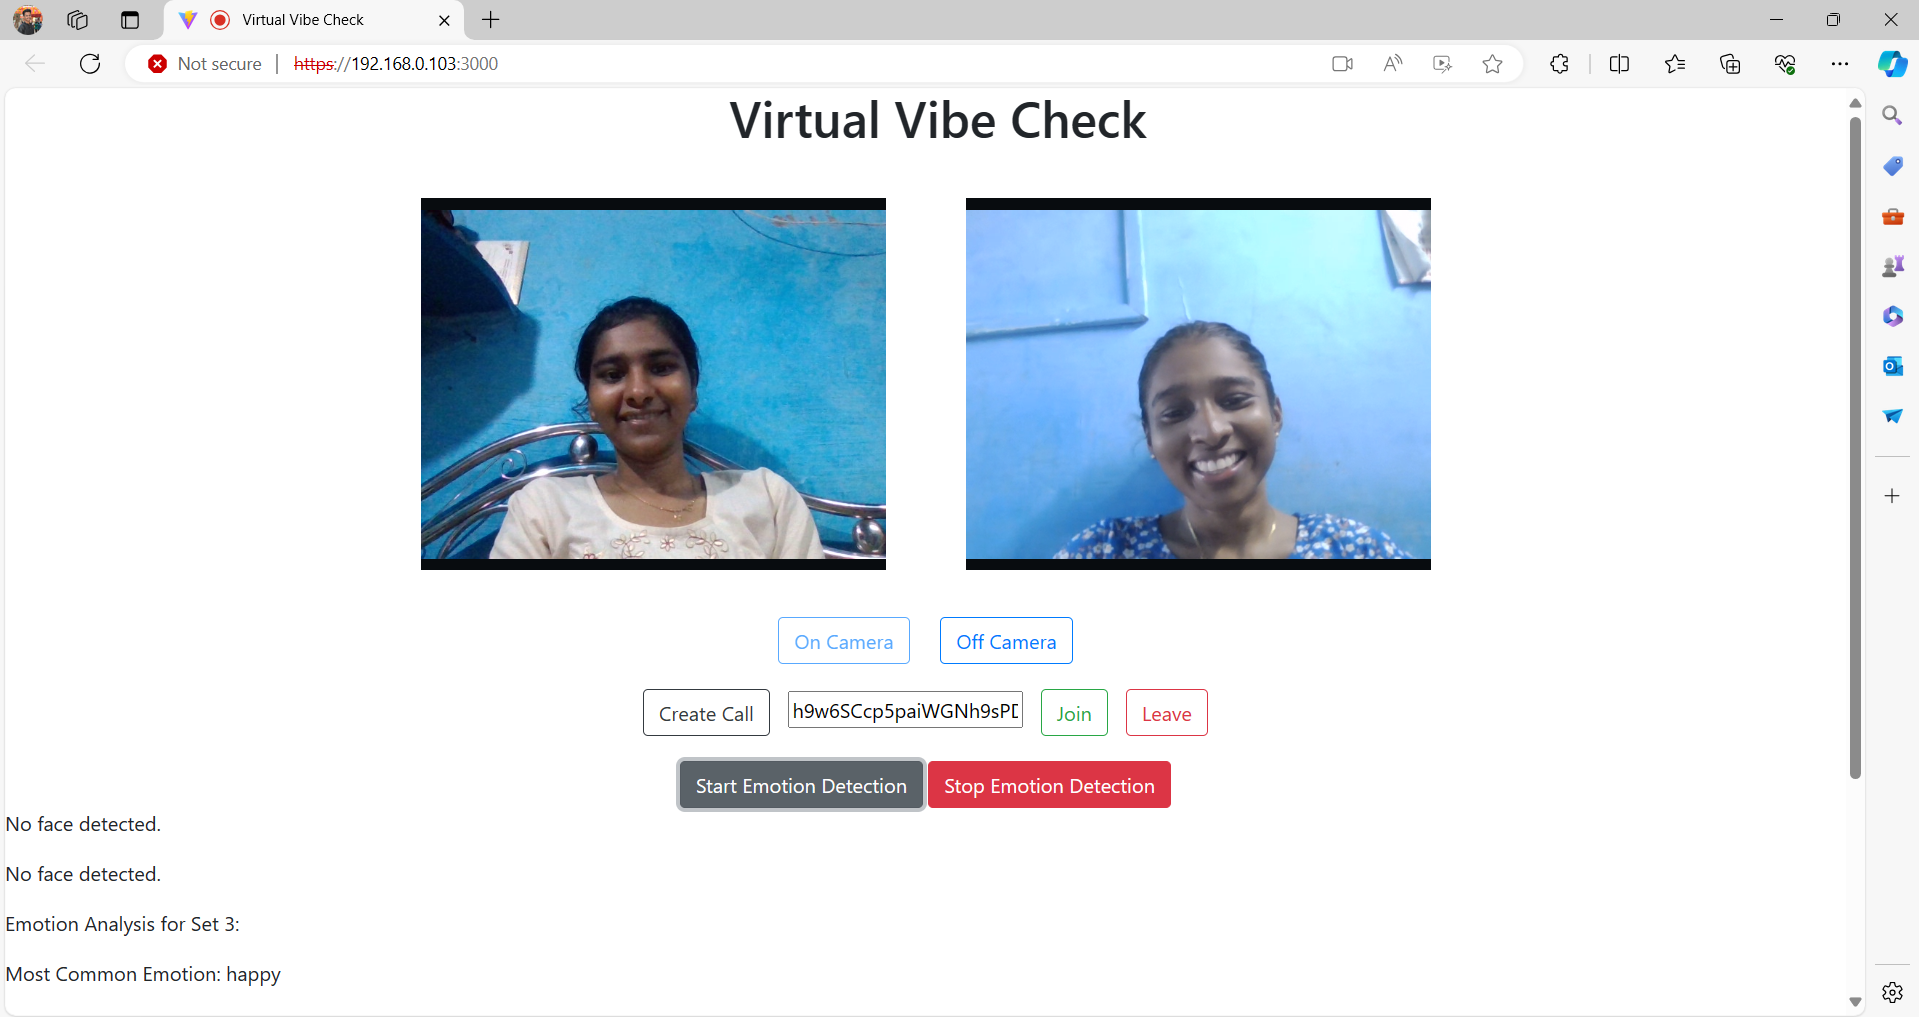 Virtual Vibe Check
Not secure https://192.168.0.103:3000
Virtual Vibe Check
On Camera Off Camera
Create Call h9w6SCcp5paiWGNh9sPD Join Leave
Start Emotion Detection Stop Emotion Detection
No face detected.
No face detected.
Emotion Analysis for Set 3:
Most Common Emotion: happy